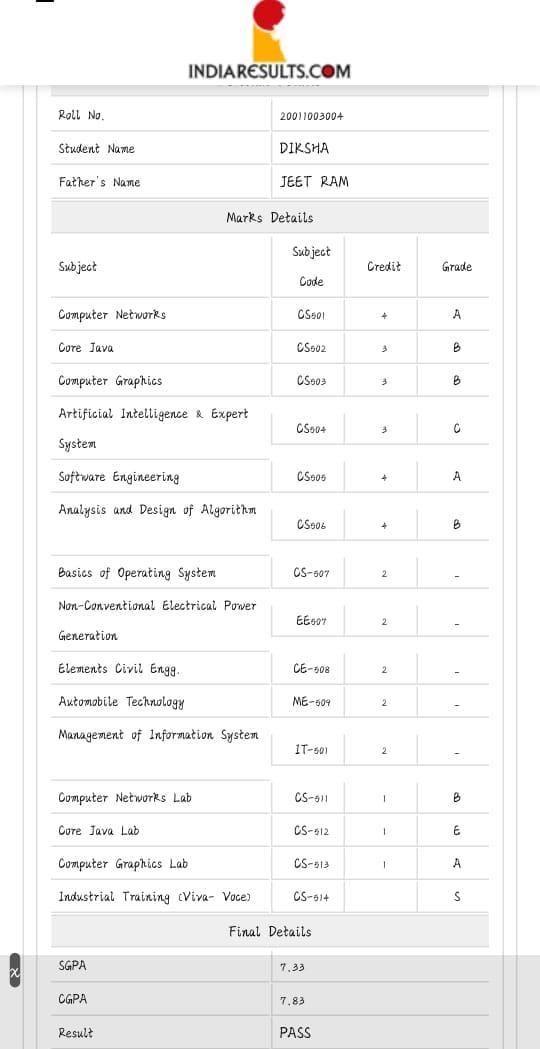 INDIARESULTS.COM
Roll No. 20011003004
Student Name DIKSHA
Father's Name JEET RAM
Marks Details
Subject Subject Code Credit Grade
Computer Networks CS501 4 A
Core Java CS502 3 B
Computer Graphics CS503 3 B
Artificial Intelligence & Expert
System CS504 3 C
Software Engineering CS505 4 A
Analysis and Design of Algorithm CS506 4 B
Basics of Operating System CS-507 2 -
Non-Conventional Electrical Power
Generation EE507 2 -
Elements Civil Engg. CE-508 2 -
Automobile Technology ME-509 2 -
Management of Information System IT-501 2 -
Computer Networks Lab CS-511 1 B
Core Java Lab CS-512 1 E
Computer Graphics Lab CS-513 1 A
Industrial Training (Viva- Voce) CS-514 S
Final Details
SGPA 7.33
CGPA 7.83
Result PASS